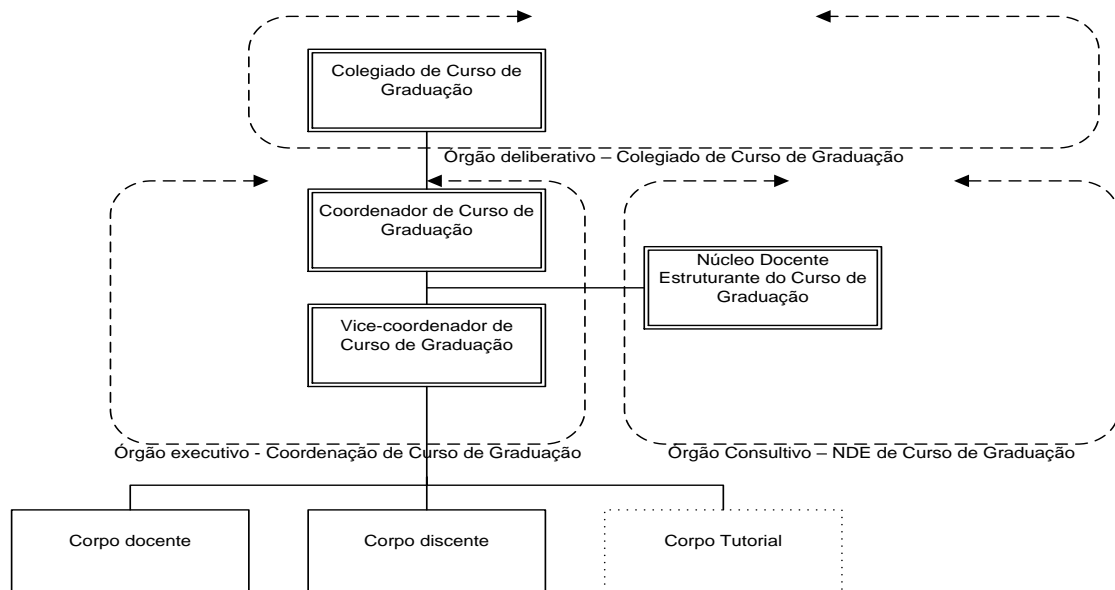 Colegiado de Curso de
Graduação
Órgão deliberativo – Colegiado de Curso de Graduação
Coordenador de Curso de
Graduação
Núcleo Docente
Estruturante do Curso de
Graduação
Vice-coordenador de
Curso de Graduação
Órgão executivo - Coordenação de Curso de Graduação
Órgão Consultivo – NDE de Curso de Graduação
Corpo docente
Corpo discente
Corpo Tutorial